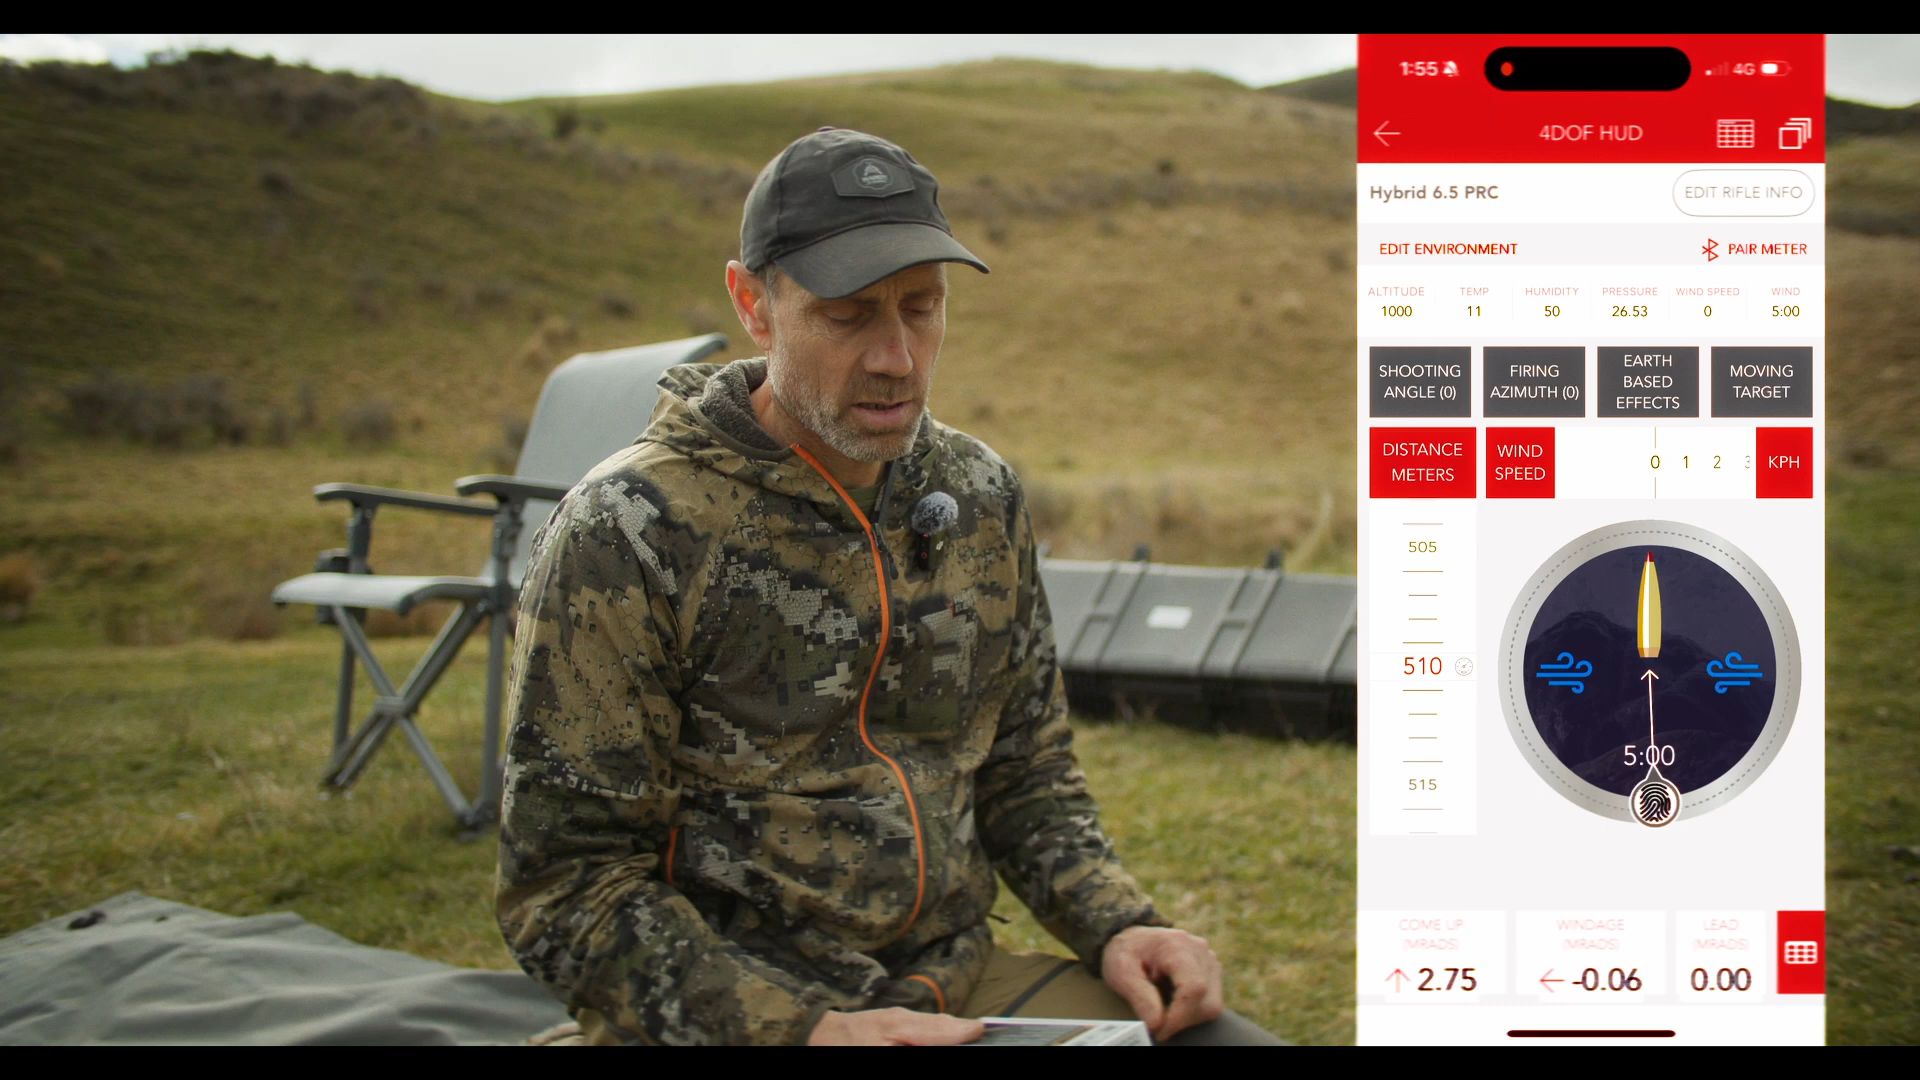 1:55
4G
4DOF HUD
Hybrid 6.5 PRC
EDIT RIFLE INFO
EDIT ENVIRONMENT
PAIR METER
ALTITUDE TEMP HUMIDITY PRESSURE WIND SPEED WIND
1000 11 50 26.53 0 5:00
SHOOTING
ANGLE (0)
FIRING
AZIMUTH (0)
EARTH
BASED
EFFECTS
MOVING
TARGET
DISTANCE
METERS
WIND
SPEED
0 1 2 3
KPH
505
510
515
5:00
COME UP
(MRADS)
2.75
WINDAGE
(MRADS)
-0.06
LEAD
(MRADS)
0.00